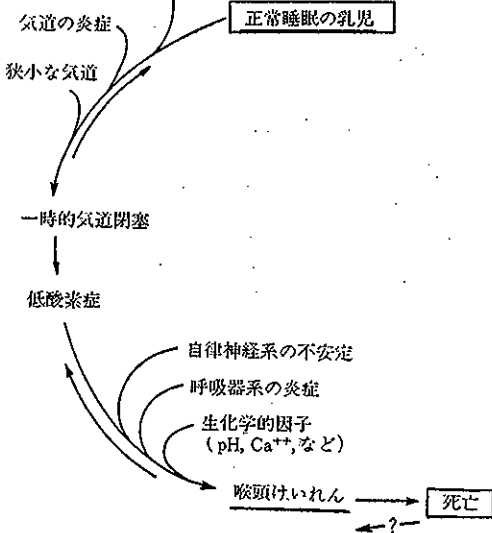 正常睡眠の乳児
気道の炎症
狭小な気道
一時的気道閉塞
低酸素症
自律神経系の不安定
呼吸器系の炎症
生化学的因子
(pH, Ca⁺⁺, など)
喉頭けいれん
死亡
?